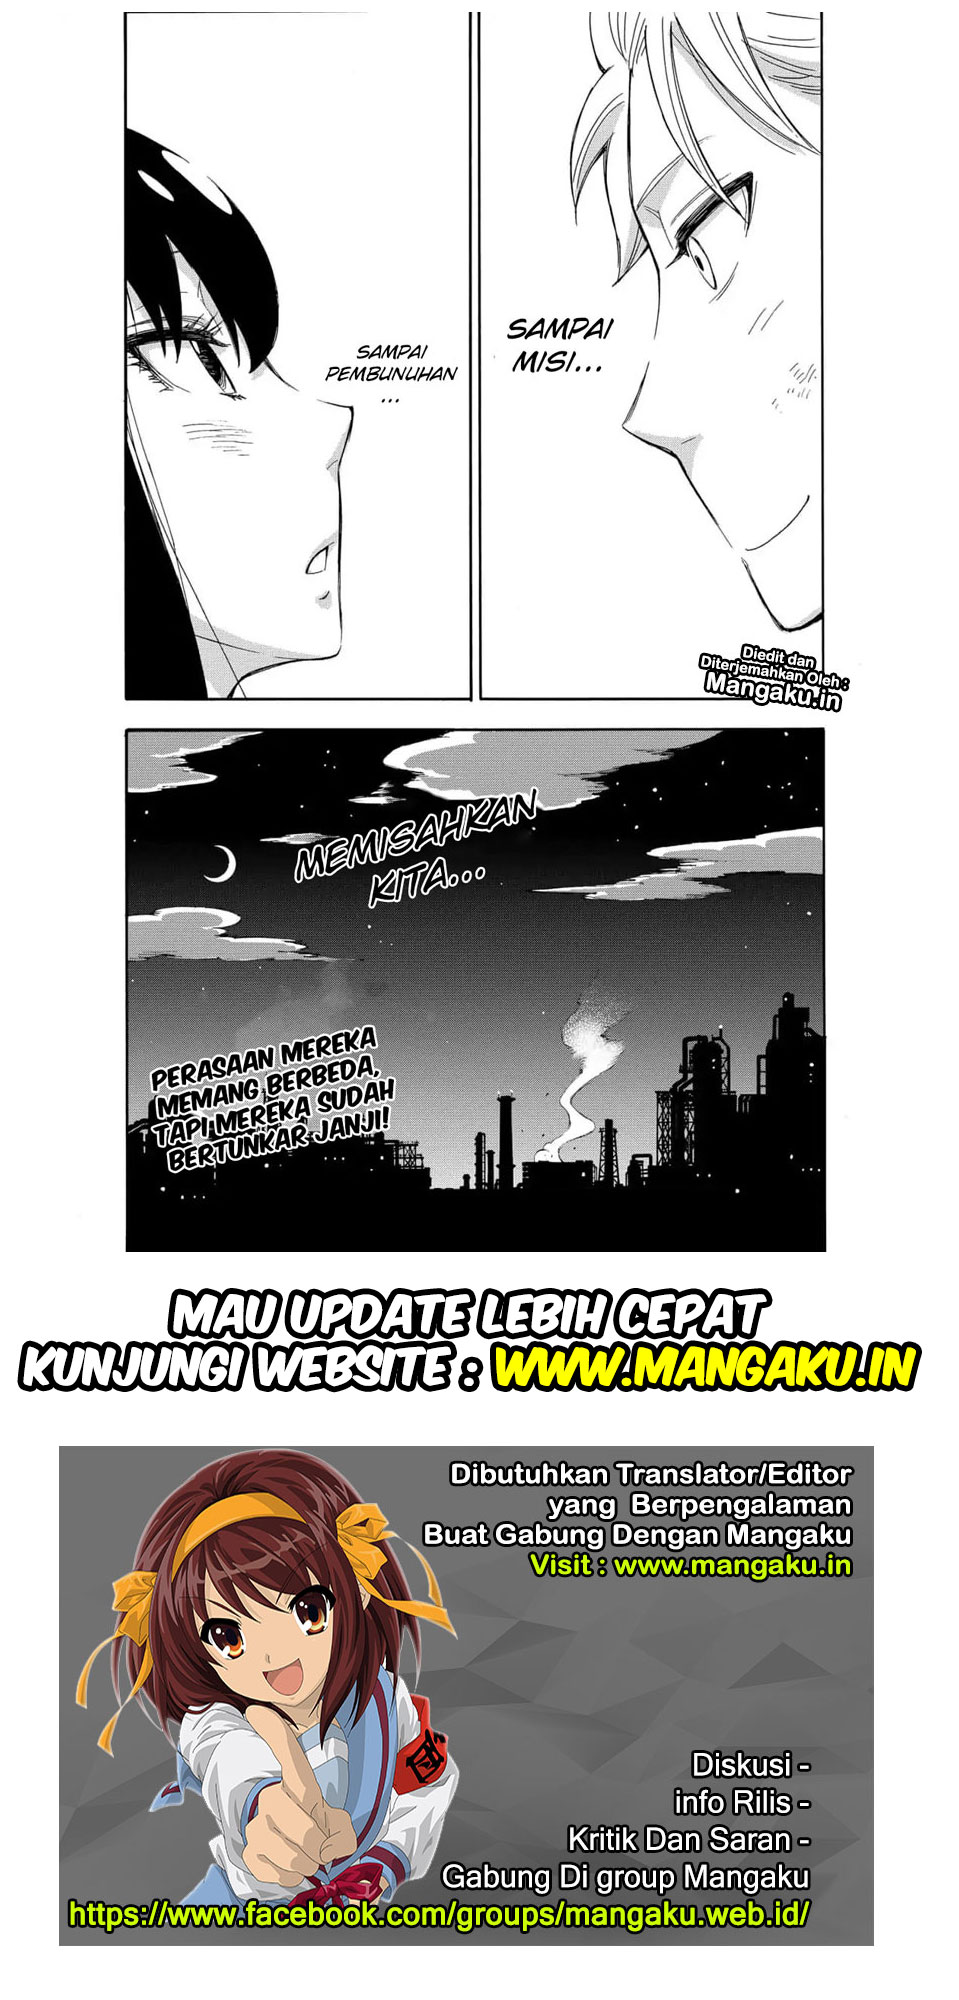 SAMPAI
MISI...
SAMPAI
PEMBUNUHAN
...
Diedit dan
Diterjemahkan Oleh :
Mangaku.in
MEMISAHKAN
KITA...
PERASAAN MEREKA
MEMANG BERBEDA,
TAPI MEREKA SUDAH
BERTUNKAR JANJI!
MAU UPDATE LEBIH CEPAT
KUNJUNGI WEBSITE : WWW.MANGAKU.IN
Dibutuhkan Translator/Editor
yang Berpengalaman
Buat Gabung Dengan Mangaku
Visit : www.mangaku.in
Diskusi -
info Rilis -
Kritik Dan Saran -
Gabung Di group Mangaku
https://www.facebook.com/groups/mangaku.web.id/